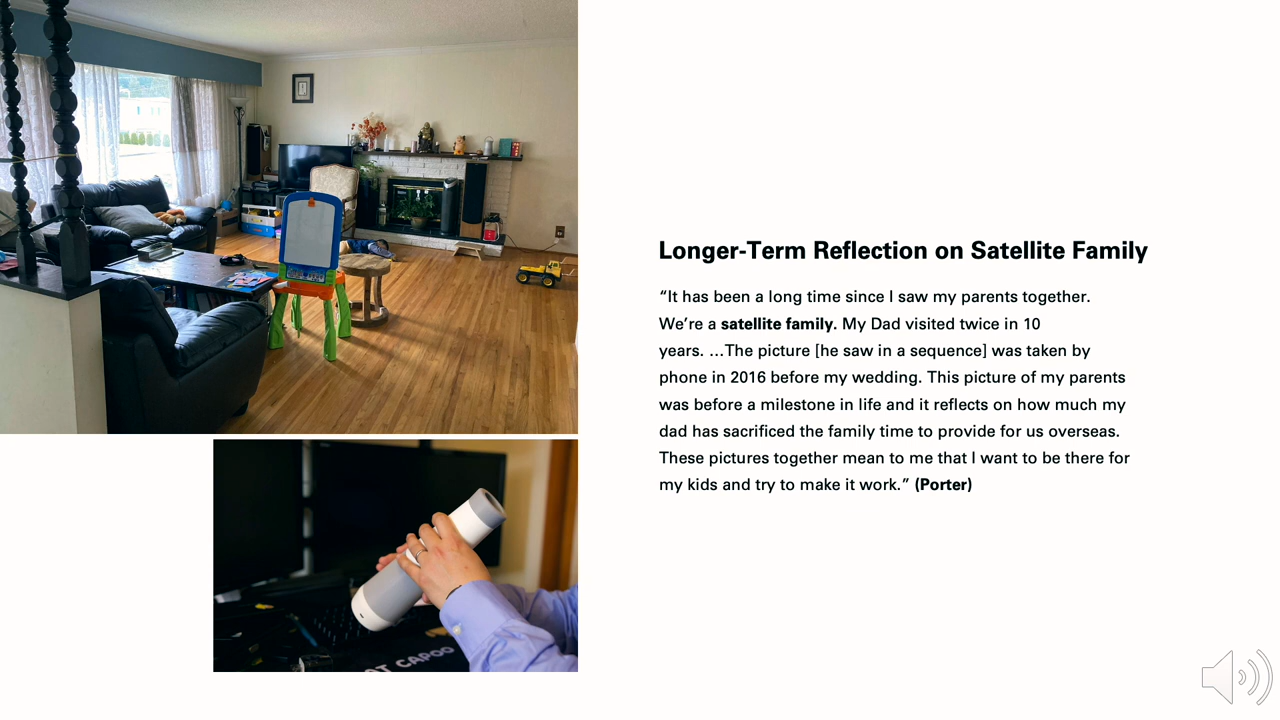 Longer-Term Reflection on Satellite Family
“It has been a long time since I saw my parents together.
We’re a satellite family. My Dad visited twice in 10
years. …The picture [he saw in a sequence] was taken by
phone in 2016 before my wedding. This picture of my parents
was before a milestone in life and it reflects on how much my
dad has sacrificed the family time to provide for us overseas.
These pictures together mean to me that I want to be there for
my kids and try to make it work.” (Porter)
CAPOO